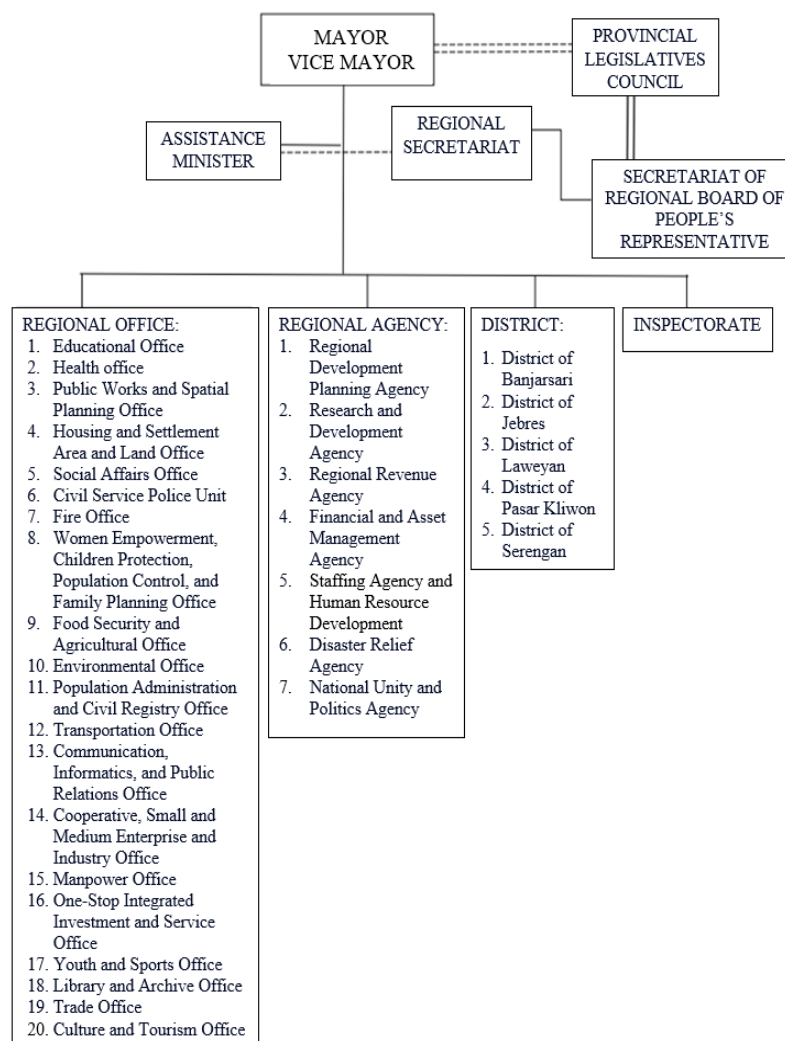 MAYOR
VICE MAYOR
PROVINCIAL
LEGISLATIVES
COUNCIL
ASSISTANCE
MINISTER
REGIONAL
SECRETARIAT
SECRETARIAT OF
REGIONAL BOARD OF
PEOPLE'S
REPRESENTATIVE
REGIONAL OFFICE:
1. Educational Office
2. Health office
3. Public Works and Spatial
Planning Office
4. Housing and Settlement
Area and Land Office
5. Social Affairs Office
6. Civil Service Police Unit
7. Fire Office
8. Women Empowerment,
Children Protection,
Population Control, and
Family Planning Office
9. Food Security and
Agricultural Office
10. Environmental Office
11. Population Administration
and Civil Registry Office
12. Transportation Office
13. Communication,
Informatics, and Public
Relations Office
14. Cooperative, Small and
Medium Enterprise and
Industry Office
15. Manpower Office
16. One-Stop Integrated
Investment and Service
Office
17. Youth and Sports Office
18. Library and Archive Office
19. Trade Office
20. Culture and Tourism Office
REGIONAL AGENCY:
1. Regional
Development
Planning Agency
2. Research and
Development
Agency
3. Regional Revenue
Agency
4. Financial and Asset
Management
Agency
5. Staffing Agency and
Human Resource
Development
6. Disaster Relief
Agency
7. National Unity and
Politics Agency
DISTRICT:
1. District of
Banjarsari
2. District of
Jebres
3. District of
Laweyan
4. District of
Pasar Kliwon
5. District of
Serengan
INSPECTORATE